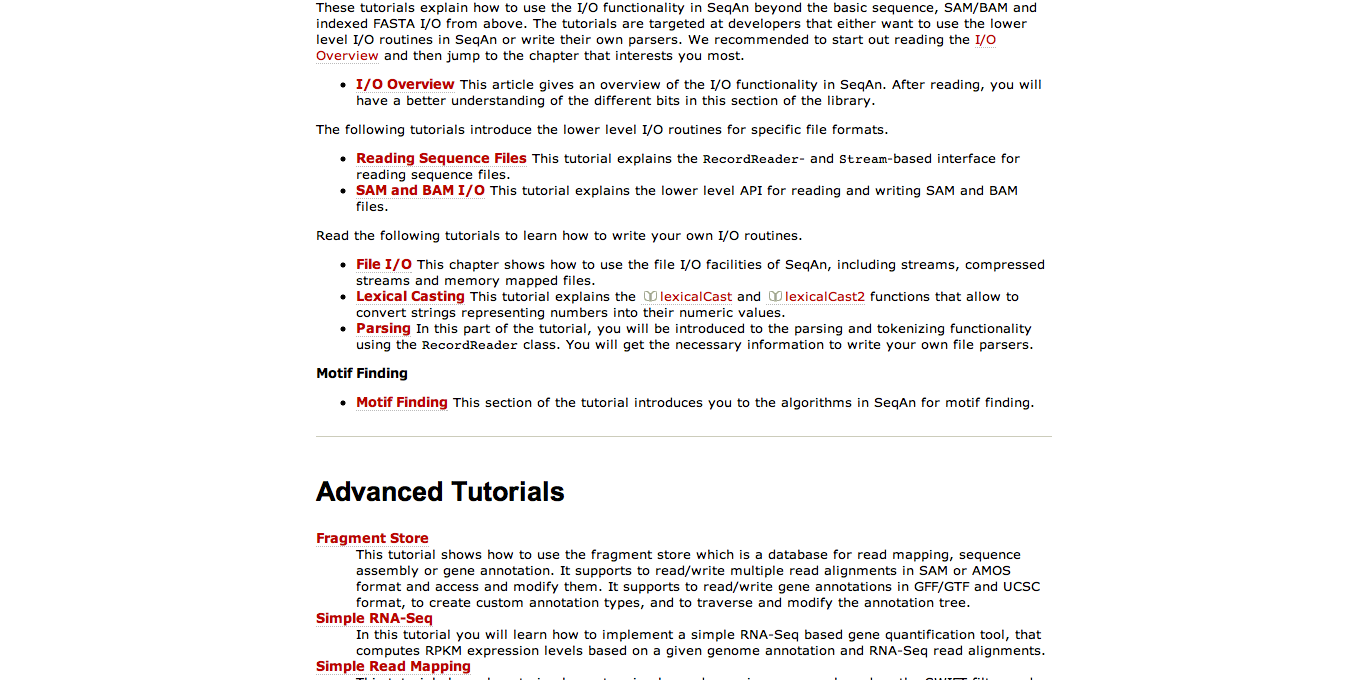 These tutorials explain how to use the I/O functionality in SeqAn beyond the basic sequence, SAM/BAM and
indexed FASTA I/O from above. The tutorials are targeted at developers that either want to use the lower
level I/O routines in SeqAn or write their own parsers. We recommended to start out reading the I/O
Overview and then jump to the chapter that interests you most.
• I/O Overview This article gives an overview of the I/O functionality in SeqAn. After reading, you will
have a better understanding of the different bits in this section of the library.
The following tutorials introduce the lower level I/O routines for specific file formats.
• Reading Sequence Files This tutorial explains the RecordReader- and Stream-based interface for
reading sequence files.
• SAM and BAM I/O This tutorial explains the lower level API for reading and writing SAM and BAM
files.
Read the following tutorials to learn how to write your own I/O routines.
• File I/O This chapter shows how to use the file I/O facilities of SeqAn, including streams, compressed
streams and memory mapped files.
• Lexical Casting This tutorial explains the lexicalCast and lexicalCast2 functions that allow to
convert strings representing numbers into their numeric values.
• Parsing In this part of the tutorial, you will be introduced to the parsing and tokenizing functionality
using the RecordReader class. You will get the necessary information to write your own file parsers.
Motif Finding
• Motif Finding This section of the tutorial introduces you to the algorithms in SeqAn for motif finding.
Advanced Tutorials
Fragment Store
This tutorial shows how to use the fragment store which is a database for read mapping, sequence
assembly or gene annotation. It supports to read/write multiple read alignments in SAM or AMOS
format and access and modify them. It supports to read/write gene annotations in GFF/GTF and UCSC
format, to create custom annotation types, and to traverse and modify the annotation tree.
Simple RNA-Seq
In this tutorial you will learn how to implement a simple RNA-Seq based gene quantification tool, that
computes RPKM expression levels based on a given genome annotation and RNA-Seq read alignments.
Simple Read Mapping